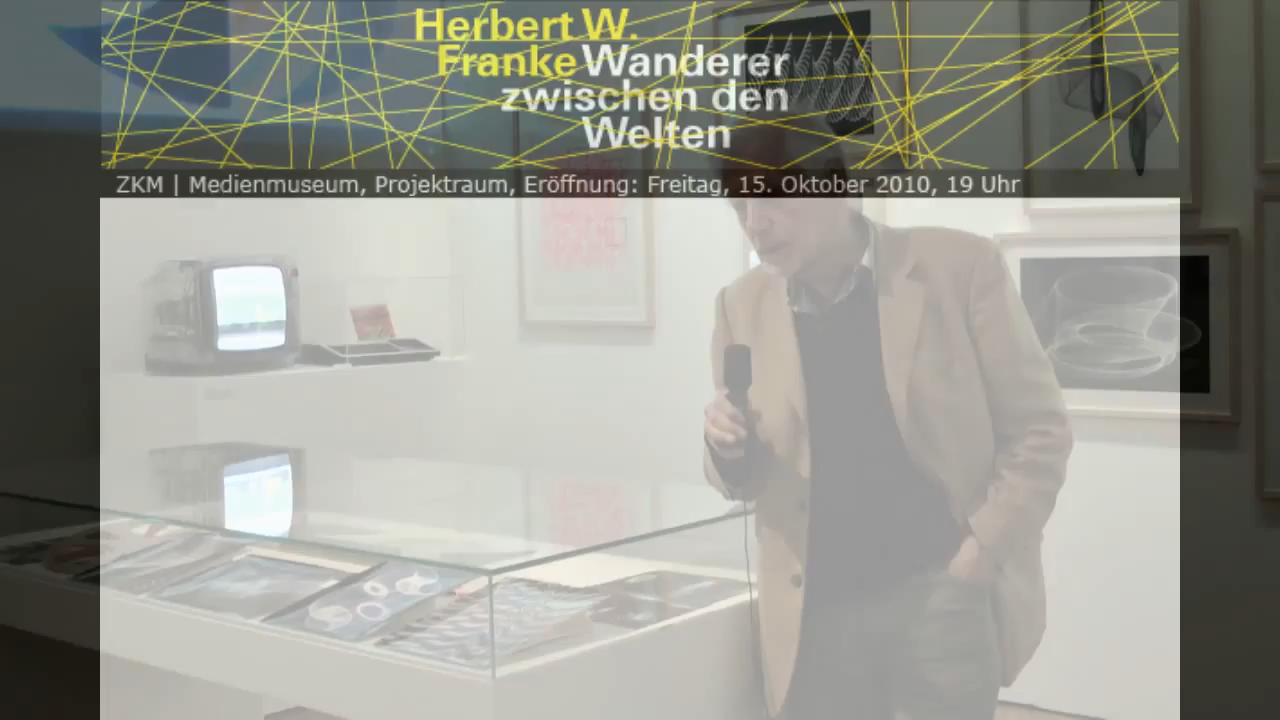 Herbert W.
Franke Wanderer
zwischen den
Welten
ZKM | Medienmuseum, Projektraum, Eröffnung: Freitag, 15. Oktober 2010, 19 Uhr